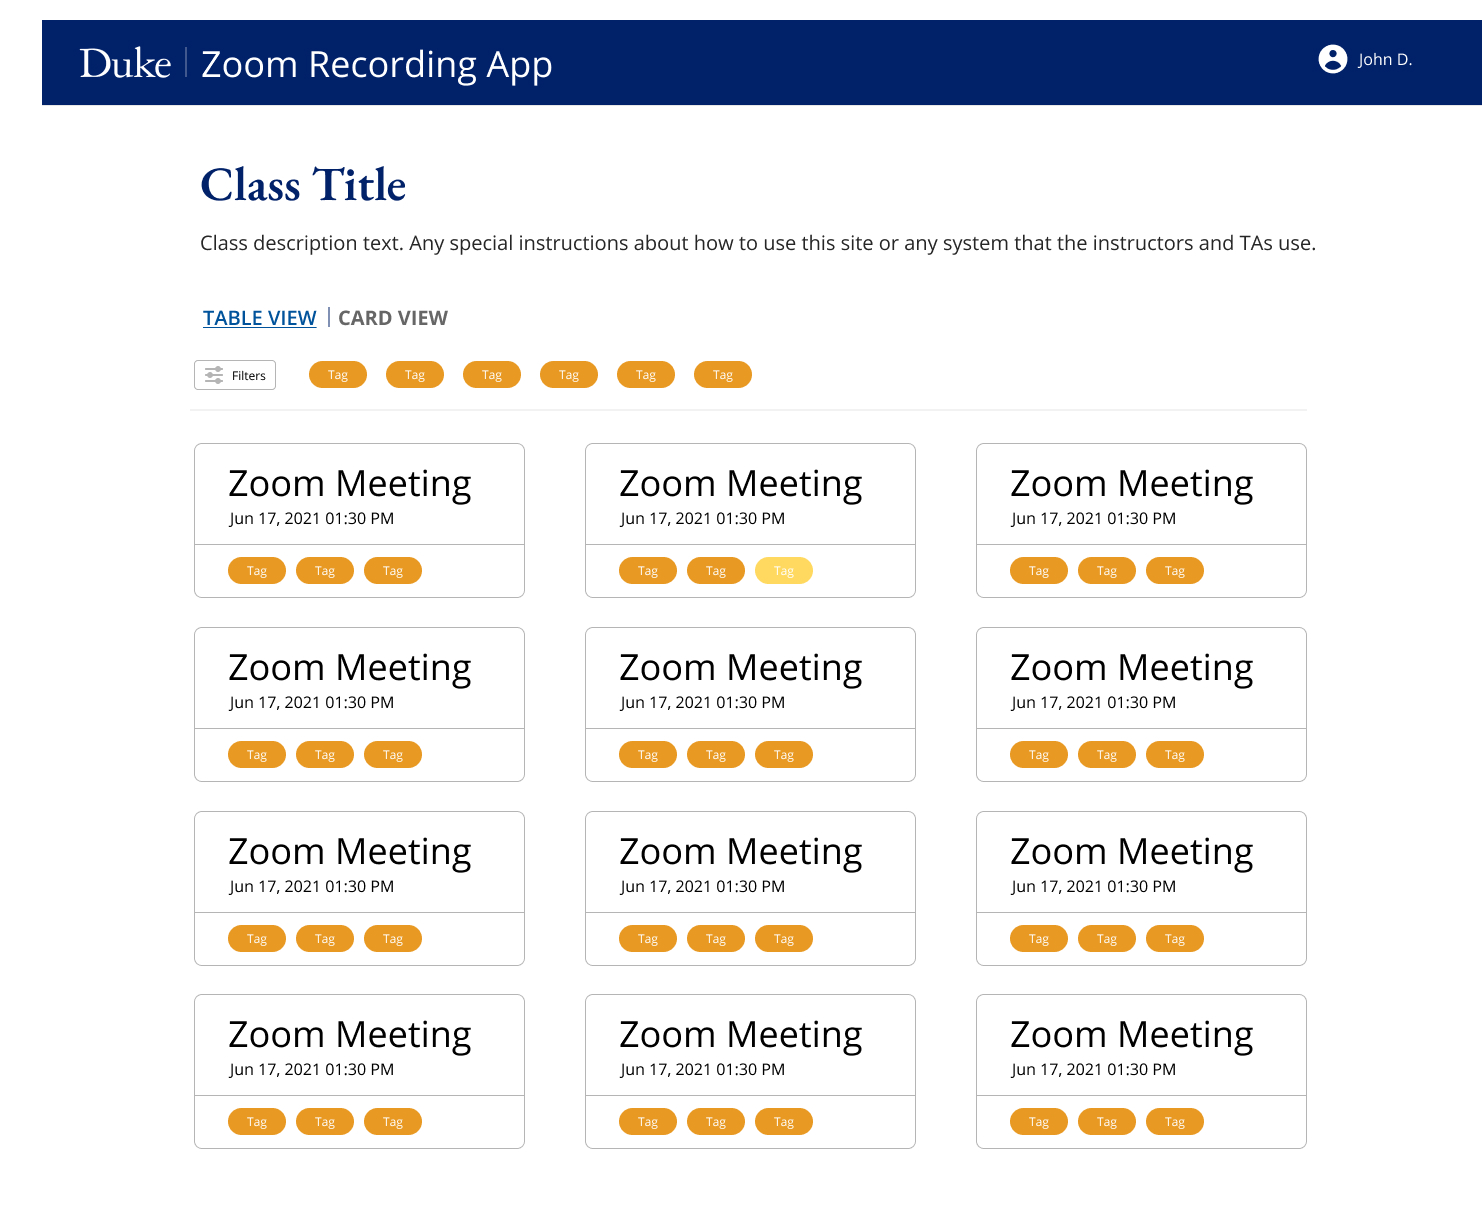 Duke | Zoom Recording App
John D.
Class Title
Class description text. Any special instructions about how to use this site or any system that the instructors and TAs use.
TABLE VIEW | CARD VIEW
Filters Tag Tag Tag Tag Tag Tag
Zoom Meeting Zoom Meeting Zoom Meeting
Jun 17, 2021 01:30 PM Jun 17, 2021 01:30 PM Jun 17, 2021 01:30 PM
Tag Tag Tag Tag Tag Tag Tag Tag Tag
Zoom Meeting Zoom Meeting Zoom Meeting
Jun 17, 2021 01:30 PM Jun 17, 2021 01:30 PM Jun 17, 2021 01:30 PM
Tag Tag Tag Tag Tag Tag Tag Tag Tag
Zoom Meeting Zoom Meeting Zoom Meeting
Jun 17, 2021 01:30 PM Jun 17, 2021 01:30 PM Jun 17, 2021 01:30 PM
Tag Tag Tag Tag Tag Tag Tag Tag Tag
Zoom Meeting Zoom Meeting Zoom Meeting
Jun 17, 2021 01:30 PM Jun 17, 2021 01:30 PM Jun 17, 2021 01:30 PM
Tag Tag Tag Tag Tag Tag Tag Tag Tag